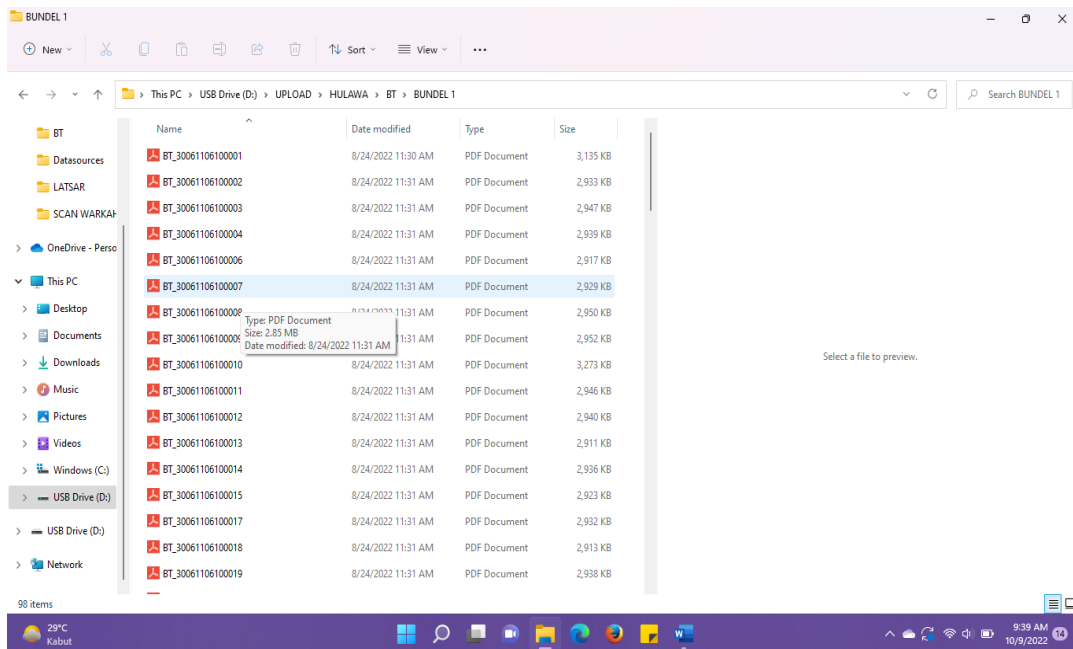 BUNDEL 1
New Sort View ...
This PC > USB Drive (D:) > UPLOAD > HULAWA > BT > BUNDEL 1 Search BUNDEL 1
BT
Datasources
LATSAR
SCAN WARKAH
OneDrive - Perso
This PC
Desktop
Documents
Downloads
Music
Pictures
Videos
Windows (C:)
USB Drive (D:)
USB Drive (D:)
Network
Name Date modified Type Size
BT_30061106100001 8/24/2022 11:30 AM PDF Document 3,135 KB
BT_30061106100002 8/24/2022 11:31 AM PDF Document 2,933 KB
BT_30061106100003 8/24/2022 11:31 AM PDF Document 2,947 KB
BT_30061106100004 8/24/2022 11:31 AM PDF Document 2,939 KB
BT_30061106100006 8/24/2022 11:31 AM PDF Document 2,917 KB
BT_30061106100007 8/24/2022 11:31 AM PDF Document 2,929 KB
BT_30061106100008 8/24/2022 11:31 AM PDF Document 2,950 KB
BT_30061106100009 11:31 AM PDF Document 2,952 KB
Type: PDF Document
Size: 2.85 MB
Date modified: 8/24/2022 11:31 AM
BT_30061106100010 8/24/2022 11:31 AM PDF Document 3,273 KB
BT_30061106100011 8/24/2022 11:31 AM PDF Document 2,946 KB
BT_30061106100012 8/24/2022 11:31 AM PDF Document 2,940 KB
BT_30061106100013 8/24/2022 11:31 AM PDF Document 2,911 KB
BT_30061106100014 8/24/2022 11:31 AM PDF Document 2,936 KB
BT_30061106100015 8/24/2022 11:31 AM PDF Document 2,923 KB
BT_30061106100017 8/24/2022 11:31 AM PDF Document 2,932 KB
BT_30061106100018 8/24/2022 11:31 AM PDF Document 2,913 KB
BT_30061106100019 8/24/2022 11:31 AM PDF Document 2,938 KB
Select a file to preview.
98 items
29°C
Kabut
9:39 AM
10/9/2022 14